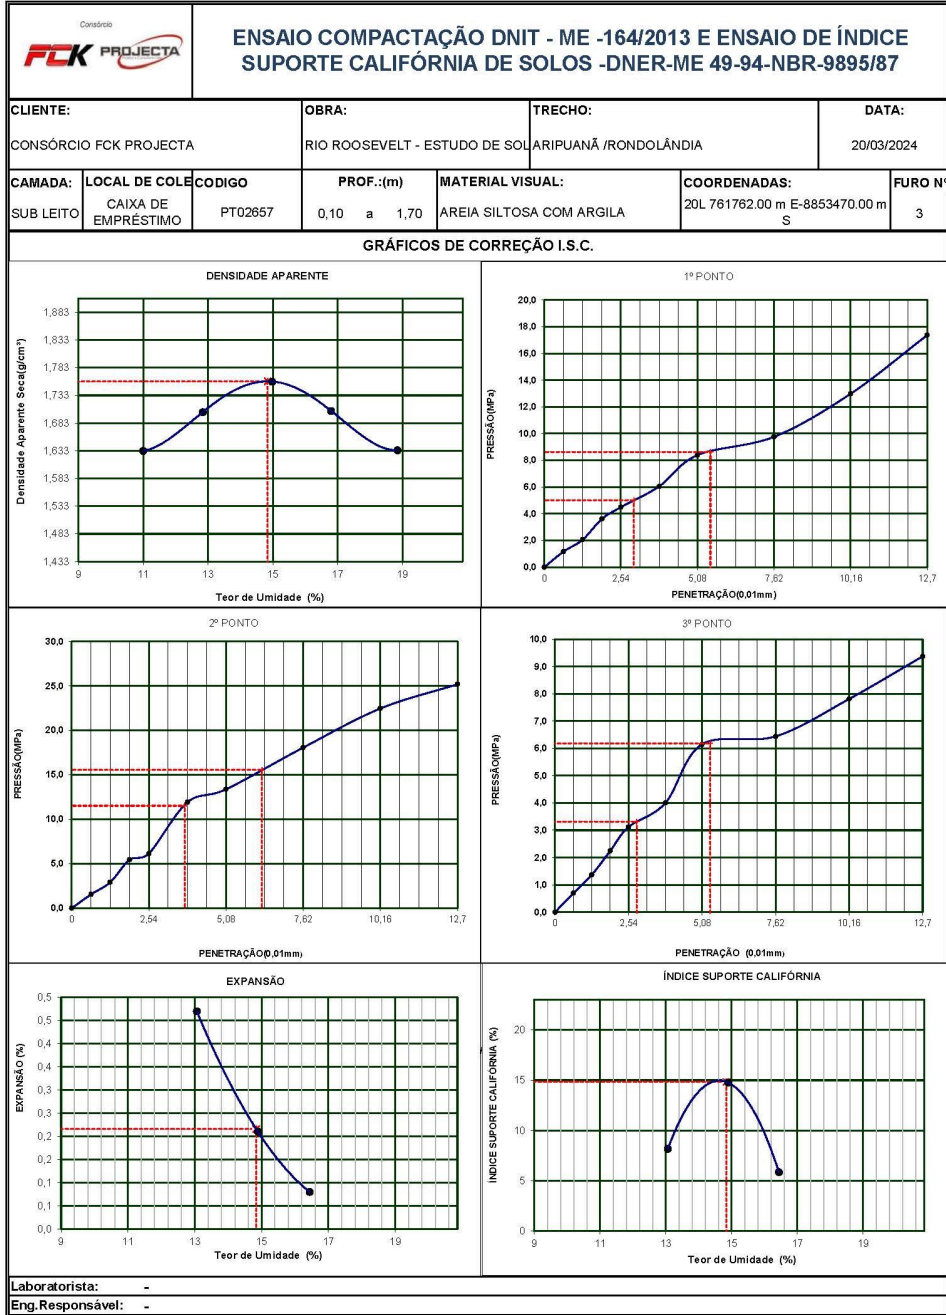 Consórcio
FCK PROJECTA
ENSAIO COMPACTAÇÃO DNIT - ME -164/2013 E ENSAIO DE ÍNDICE
SUPORTE CALIFÓRNIA DE SOLOS -DNER-ME 49-94-NBR-9895/87
CLIENTE: OBRA: TRECHO: DATA:
CONSÓRCIO FCK PROJECTA RIO ROOSEVELT - ESTUDO DE SOL ARIPUANÃ /RONDOLÂNDIA 20/03/2024
CAMADA: LOCAL DE COLE CODIGO PROF.:(m) MATERIAL VISUAL: COORDENADAS: FURO Nº
SUB LEITO CAIXA DE EMPRÉSTIMO PT02657 0,10 a 1,70 AREIA SILTOSA COM ARGILA 20L 761762.00 m E-8853470.00 m S 3
GRÁFICOS DE CORREÇÃO I.S.C.
DENSIDADE APARENTE
Densidade Aparente Seca(g/cm³)
1,883
1,833
1,783
1,733
1,683
1,633
1,583
1,533
1,483
1,433
9 11 13 15 17 19
Teor de Umidade (%)
1º PONTO
PRESSÃO(MPa)
20,0
18,0
16,0
14,0
12,0
10,0
8,0
6,0
4,0
2,0
0,0
0 2,54 5,08 7,62 10,16 12,7
PENETRAÇÃO(0,01mm)
2º PONTO
PRESSÃO(MPa)
30,0
25,0
20,0
15,0
10,0
5,0
0,0
0 2,54 5,08 7,62 10,16 12,7
PENETRAÇÃO(0,01mm)
3º PONTO
PRESSÃO(MPa)
10,0
9,0
8,0
7,0
6,0
5,0
4,0
3,0
2,0
1,0
0,0
0 2,54 5,08 7,62 10,16 12,7
PENETRAÇÃO (0,01mm)
EXPANSÃO
EXPANSÃO (%)
0,5
0,5
0,4
0,4
0,3
0,3
0,2
0,2
0,1
0,1
0,0
9 11 13 15 17 19
Teor de Umidade (%)
ÍNDICE SUPORTE CALIFÓRNIA
ÍNDICE SUPORTE CALIFÓRNIA (%)
20
15
10
5
0
9 11 13 15 17 19
Teor de Umidade (%)
Laboratorista: -
Eng.Responsável: -